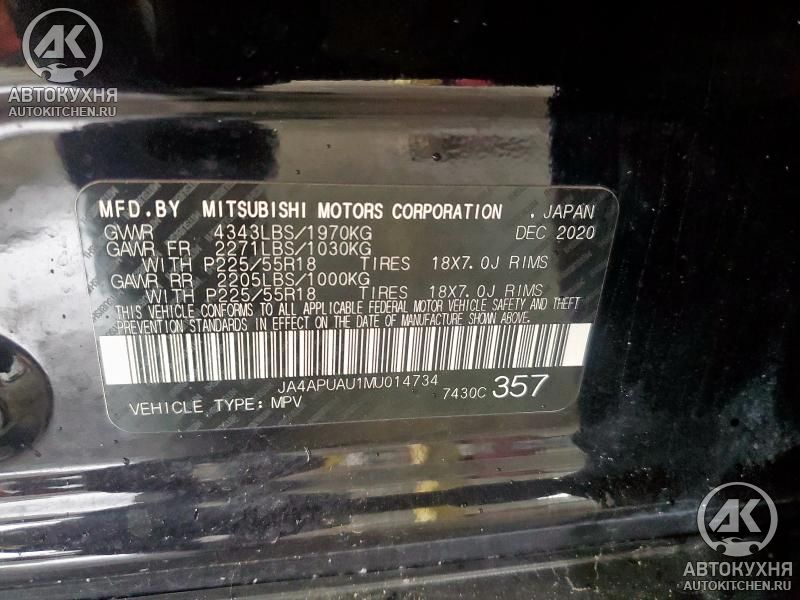 AK
АВТОКУХНЯ
AUTOKITCHEN.RU
MFD.BY MITSUBISHI MOTORS CORPORATION . JAPAN
GVWR 4343LBS/1970KG DEC 2020
GAWR FR 2271LBS/1030KG
WITH P225/55R18 TIRES 18X7.0J RIMS
GAWR RR 2205LBS/1000KG
WITH P225/55R18 TIRES 18X7.0J RIMS
* THIS VEHICLE CONFORMS TO ALL APPLICABLE FEDERAL MOTOR VEHICLE SAFETY AND THEFT
PREVENTION STANDARDS IN EFFECT ON THE DATE OF MANUFACTURE SHOWN ABOVE.
JA4APUAU1MU014734
VEHICLE TYPE: MPV 7430C 357
AK
АВТОКУХНЯ
AUTOKITCHEN.RU